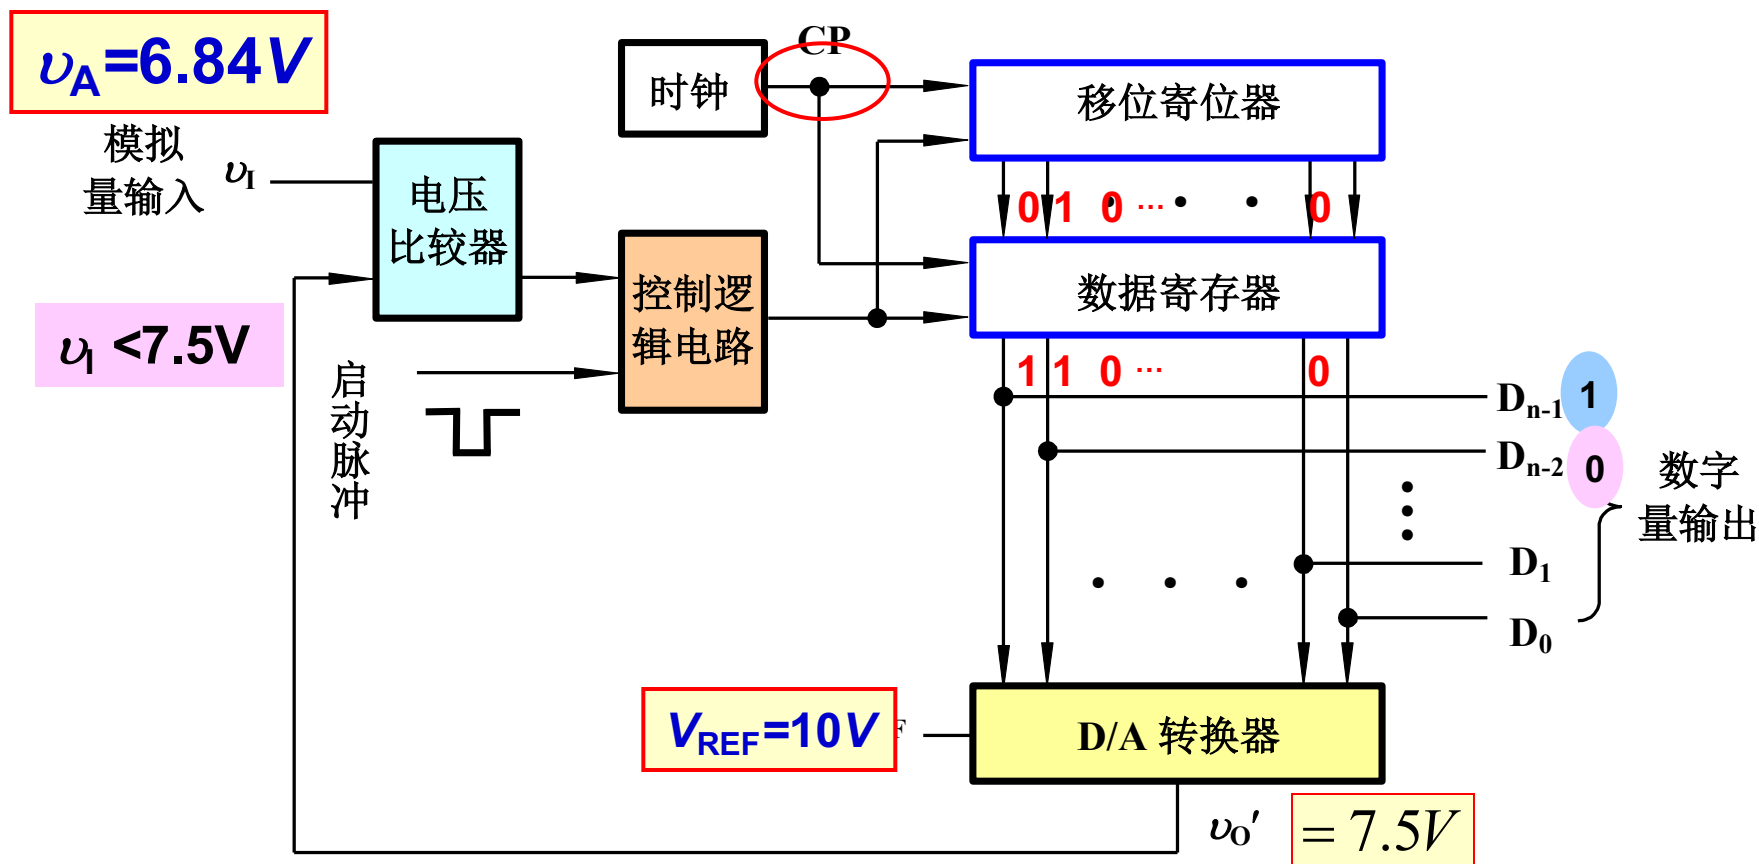 υA=6.84V
模拟
量输入 υI
电压
比较器
υI <7.5V
启动脉冲
时钟
CP
控制逻
辑电路
移位寄位器
0 1 0 ··· 0
数据寄存器
1 1 0 ··· 0
Dn-1 1
Dn-2 0
D1
D0
数字
量输出
VREF=10V
F
D/A 转换器
υO′ = 7.5V